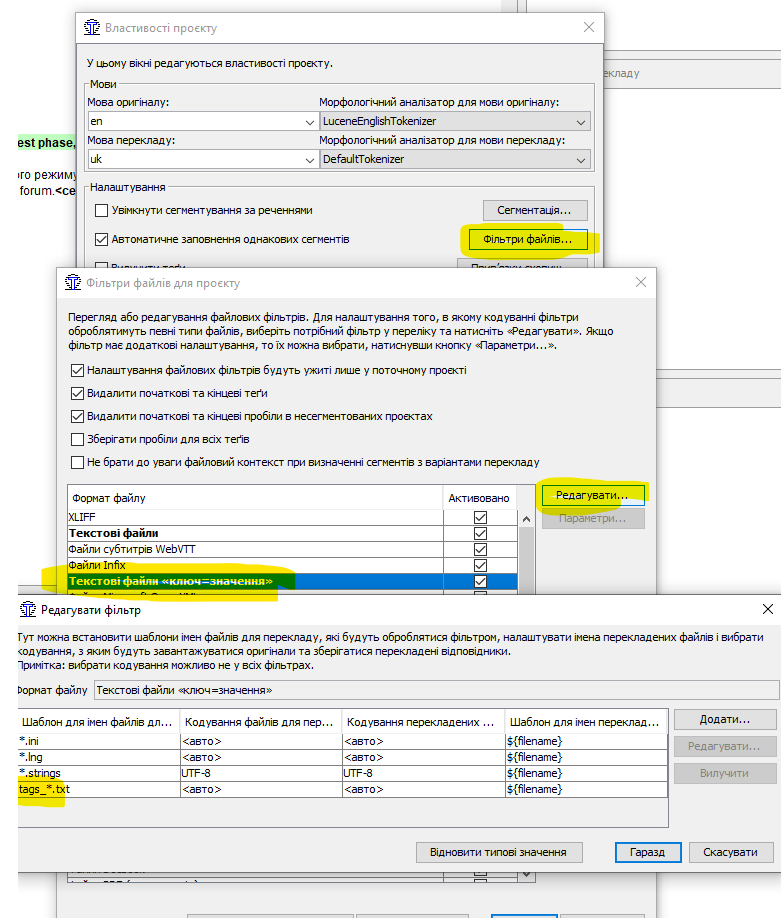 Властивості проєкту
У цьому вікні редагуються властивості проєкту.
екладу
Мови
Мова оригіналу:
Морфологічний аналізатор для мови оригіналу:
en
LuceneEnglishTokenizer
Мова перекладу:
Морфологічний аналізатор для мови перекладу:
est phase,
uk
DefaultTokenizer
ого режиму
forum.<ce
Налаштування
Увімкнути сегментування за реченнями
Сегментація...
Автоматичне заповнення однакових сегментів
Фільтри файлів...
Вилучити теґи
Фільтри файлів для проєкту
Перегляд або редагування файлових фільтрів. Для налаштування того, в якому кодуванні фільтри
оброблятимуть певні типи файлів, виберіть потрібний фільтр у переліку та натисніть «Редагувати». Якщо
фільтр має додаткові налаштування, то їх можна вибрати, натиснувши кнопку «Параметри...».
Налаштування файлових фільтрів будуть ужиті лише у поточному проєкті
Видалити початкові та кінцеві теґи
Видалити початкові та кінцеві пробіли в несегментованих проєктах
Зберігати пробіли для всіх теґів
Не брати до уваги файловий контекст при визначенні сегментів з варіантами перекладу
Формат файлу
Активовано
Редагувати...
XLIFF
Параметри...
Текстові файли
Файли субтитрів WebVTT
Файли Infix
Текстові файли «ключ=значення»
Редагувати фільтр
Тут можна встановити шаблони імен файлів для перекладу, які будуть оброблятися фільтром, налаштувати імена перекладених файлів і вибрати
кодування, з яким будуть завантажуватися оригінали та зберігатися перекладені відповідники.
Примітка: вибрати кодування можливо не у всіх фільтрах.
Формат файлу
Текстові файли «ключ=значення»
Шаблон для імен файлів дл...
Кодування файлів для пер...
Кодування перекладених ...
Шаблон для імен переклад...
Додати...
*.ini <авто> <авто> ${filename}
Редагувати...
*.lng <авто> <авто> ${filename}
*.strings UTF-8 UTF-8 ${filename}
Вилучити
tags_*.txt <авто> <авто> ${filename}
Відновити типові значення
Гаразд
Скасувати